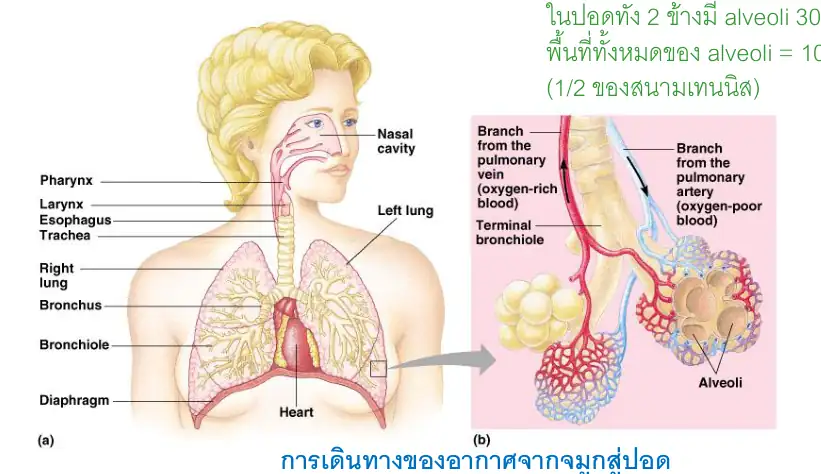 ในปอดทัง 2 ข้างมี alveoli 30
พื้นที่ทั้งหมดของ alveoli = 10
(1/2 ของสนามเทนนิส)
Nasal
cavity
Pharynx
Larynx
Esophagus
Trachea
Left lung
Right
lung
Bronchus
Bronchiole
Diaphragm
Heart
(a)
Branch
from the
pulmonary
vein
(oxygen-rich
blood)
Branch
from the
pulmonary
artery
(oxygen-poor
blood)
Terminal
bronchiole
Alveoli
(b)
การเดินทางของอากาศจากจมูกสู่ปอด